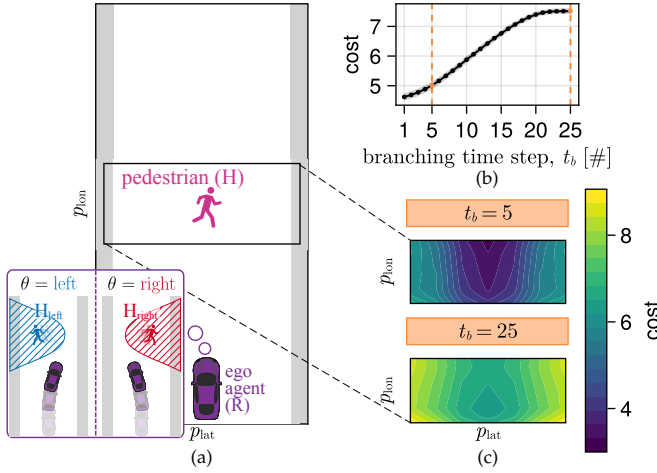 (a)
p_lon
pedestrian (H)
θ = left
θ = right
H_left
H_right
ego
agent
(R)
p_lat
(b)
cost
7
6
5
1
5
10
15
20
25
branching time step, t_b [#]
(c)
t_b = 5
p_lon
t_b = 25
p_lon
p_lat
8
6
4
cost